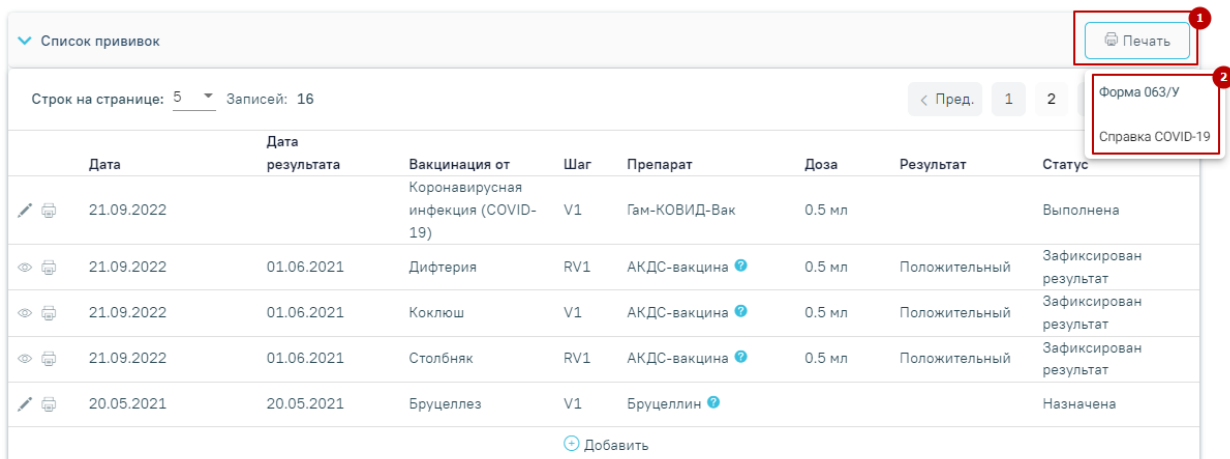 Список прививок
Печать
1
2
Форма 063/У
Справка COVID-19
Строк на странице: 5 Записей: 16
Пред. 1 2
Дата
Дата результата Вакцинация от Шаг Препарат Доза Результат Статус
Коронавирусная
21.09.2022 инфекция (COVID- V1 Гам-КОВИД-Вак 0.5 мл Выполнена
19)
21.09.2022 01.06.2021 Дифтерия RV1 АКДС-вакцина ? 0.5 мл Положительный Зафиксирован
результат
21.09.2022 01.06.2021 Коклюш V1 АКДС-вакцина ? 0.5 мл Положительный Зафиксирован
результат
21.09.2022 01.06.2021 Столбняк RV1 АКДС-вакцина ? 0.5 мл Положительный Зафиксирован
результат
20.05.2021 20.05.2021 Бруцеллез V1 Бруцеллин ? Назначена
Добавить